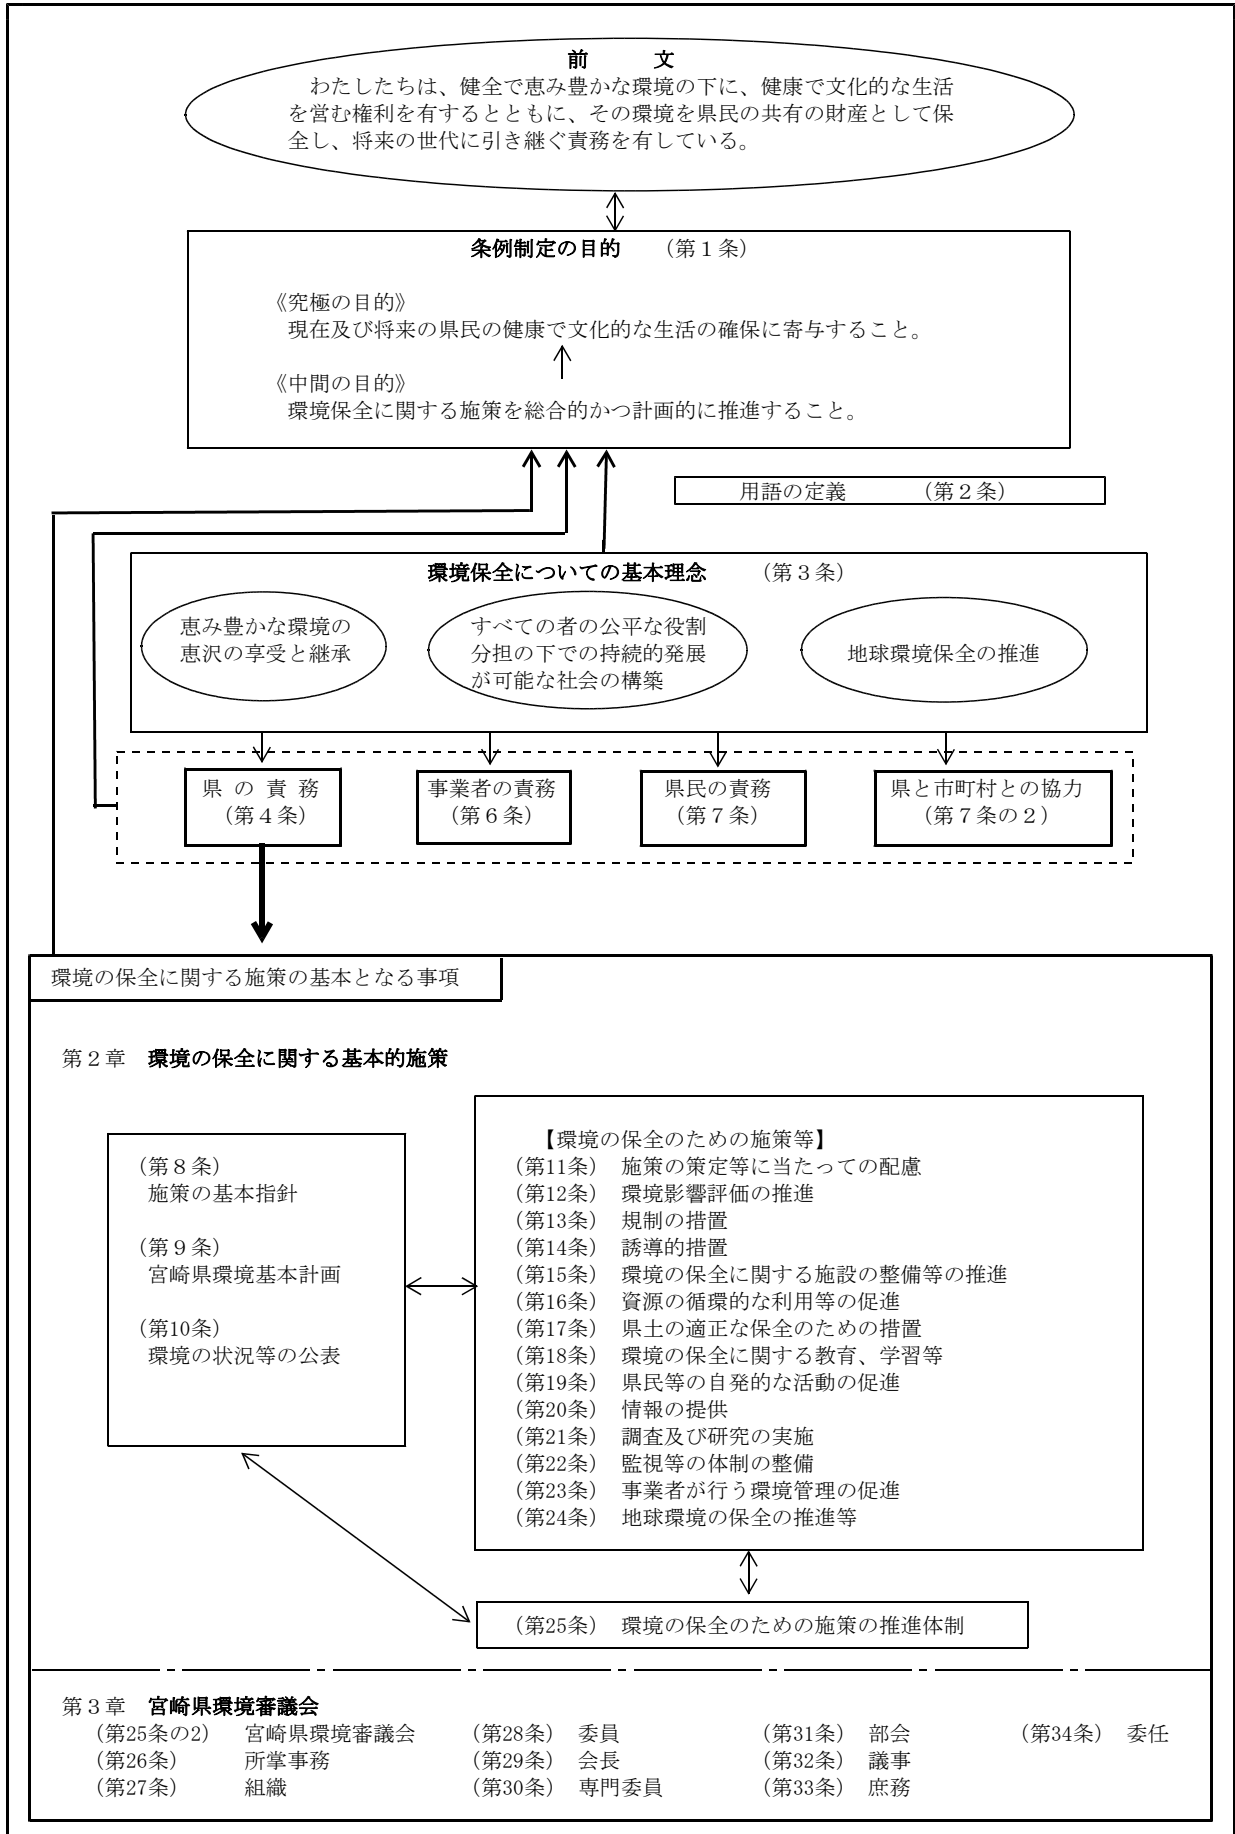 前　　文
わたしたちは、健全で恵み豊かな環境の下に、健康で文化的な生活
を営む権利を有するとともに、その環境を県民の共有の財産として保
全し、将来の世代に引き継ぐ責務を有している。
条例制定の目的　（第１条）
《究極の目的》
現在及び将来の県民の健康で文化的な生活の確保に寄与すること。
《中間の目的》
環境保全に関する施策を総合的かつ計画的に推進すること。
用語の定義　　（第２条）
環境保全についての基本理念　（第３条）
恵み豊かな環境の
恵沢の享受と継承
すべての者の公平な役割
分担の下での持続的発展
が可能な社会の構築
地球環境保全の推進
県 の 責 務
（第４条）
事業者の責務
（第６条）
県民の責務
（第７条）
県と市町村との協力
（第７条の２）
環境の保全に関する施策の基本となる事項
第２章　環境の保全に関する基本的施策
（第８条）
施策の基本指針
（第９条）
宮崎県環境基本計画
（第10条）
環境の状況等の公表
【環境の保全のための施策等】
（第11条）　施策の策定等に当たっての配慮
（第12条）　環境影響評価の推進
（第13条）　規制の措置
（第14条）　誘導的措置
（第15条）　環境の保全に関する施設の整備等の推進
（第16条）　資源の循環的な利用等の促進
（第17条）　県土の適正な保全のための措置
（第18条）　環境の保全に関する教育、学習等
（第19条）　県民等の自発的な活動の促進
（第20条）　情報の提供
（第21条）　調査及び研究の実施
（第22条）　監視等の体制の整備
（第23条）　事業者が行う環境管理の促進
（第24条）　地球環境の保全の推進等
（第25条）　環境の保全のための施策の推進体制
第３章　宮崎県環境審議会
（第25条の2）　宮崎県環境審議会　（第28条）　委員　（第31条）　部会　（第34条）　委任
（第26条）　所掌事務　（第29条）　会長　（第32条）　議事
（第27条）　組織　（第30条）　専門委員　（第33条）　庶務